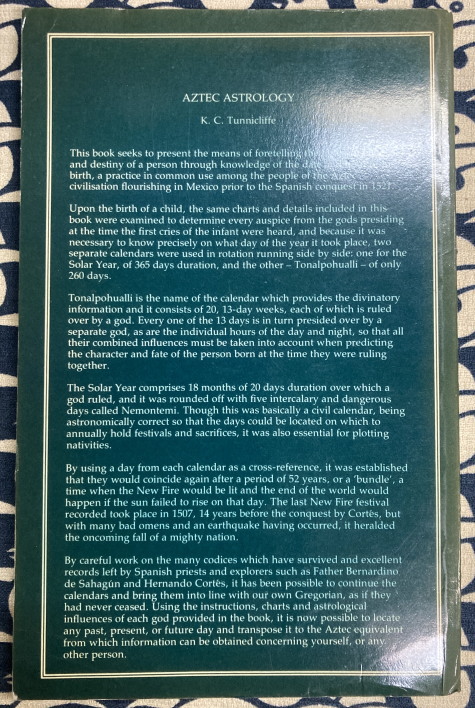 AZTEC ASTROLOGY
K. C. Tunnicliffe
This book seeks to present the means of foretelling the
and destiny of a person through knowledge of the date
birth, a practice in common use among the people of the Aztec
civilisation flourishing in Mexico prior to the Spanish conquest in 1521.
Upon the birth of a child, the same charts and details included in this
book were examined to determine every auspice from the gods presiding
at the time the first cries of the infant were heard, and because it was
necessary to know precisely on what day of the year it took place, two
separate calendars were used in rotation running side by side: one for the
Solar Year, of 365 days duration, and the other – Tonalpohualli – of only
260 days.
Tonalpohualli is the name of the calendar which provides the divinatory
information and it consists of 20, 13-day weeks, each of which is ruled
over by a god. Every one of the 13 days is in turn presided over by a
separate god, as are the individual hours of the day and night, so that all
their combined influences must be taken into account when predicting
the character and fate of the person born at the time they were ruling
together.
The Solar Year comprises 18 months of 20 days duration over which a
god ruled, and it was rounded off with five intercalary and dangerous
days called Nemontemi. Though this was basically a civil calendar, being
astronomically correct so that the days could be located on which to
annually hold festivals and sacrifices, it was also essential for plotting
nativities.
By using a day from each calendar as a cross-reference, it was established
that they would coincide again after a period of 52 years, or a 'bundle', a
time when the New Fire would be lit and the end of the world would
happen if the sun failed to rise on that day. The last New Fire festival
recorded took place in 1507, 14 years before the conquest by Cortès, but
with many bad omens and an earthquake having occurred, it heralded
the oncoming fall of a mighty nation.
By careful work on the many codices which have survived and excellent
records left by Spanish priests and explorers such as Father Bernardino
de Sahagún and Hernando Cortès, it has been possible to continue the
calendars and bring them into line with our own Gregorian, as if they
had never ceased. Using the instructions, charts and astrological
influences of each god provided in the book, it is now possible to locate
any past, present, or future day and transpose it to the Aztec equivalent
from which information can be obtained concerning yourself, or any
other person.